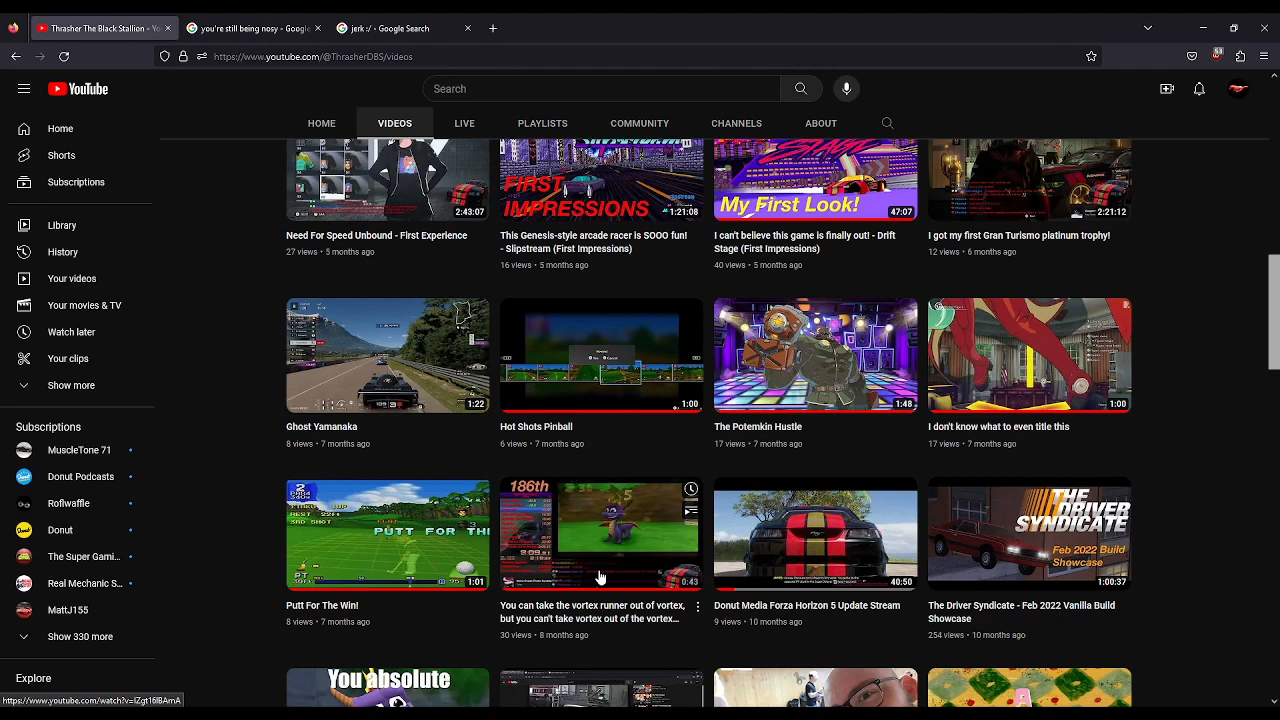 Thrasher The Black Stallion - Yo
you're still being nosy - Google
jerk :/ - Google Search
https://www.youtube.com/@ThrasherDBS/videos
53
YouTube
Search
HOME
VIDEOS
LIVE
PLAYLISTS
COMMUNITY
CHANNELS
ABOUT
Home
Shorts
Subscriptions
Library
History
Your videos
Your movies & TV
Watch later
Your clips
Show more
Subscriptions
MuscleTone 71
Donut Podcasts
Roflwaffle
Donut
The Super Gami...
Real Mechanic S...
MattJ155
Show 330 more
Explore
https://www.youtube.com/watch?v=IZgt16lBAmA
2:43:07
FIRST
IMPRESSIONS
1:21:08
STAGE
My First Look!
47:07
2:21:12
Need For Speed Unbound - First Experience
27 views • 5 months ago
This Genesis-style arcade racer is SOOO fun!
- Slipstream (First Impressions)
16 views • 5 months ago
I can't believe this game is finally out! - Drift
Stage (First Impressions)
40 views • 5 months ago
I got my first Gran Turismo platinum trophy!
12 views • 6 months ago
1:22
1:00
1:48
1:00
Ghost Yamanaka
8 views • 7 months ago
Hot Shots Pinball
6 views • 7 months ago
The Potemkin Hustle
17 views • 7 months ago
I don't know what to even title this
17 views • 7 months ago
PUTT FOR THE
1:01
186th
0:43
40:50
THE
DRIVER
SYNDICATE
Feb 2022 Build
Showcase
1:00:37
Putt For The Win!
8 views • 7 months ago
You can take the vortex runner out of vortex,
but you can't take vortex out of the vortex...
30 views • 8 months ago
Donut Media Forza Horizon 5 Update Stream
9 views • 10 months ago
The Driver Syndicate - Feb 2022 Vanilla Build
Showcase
254 views • 10 months ago
You absolute